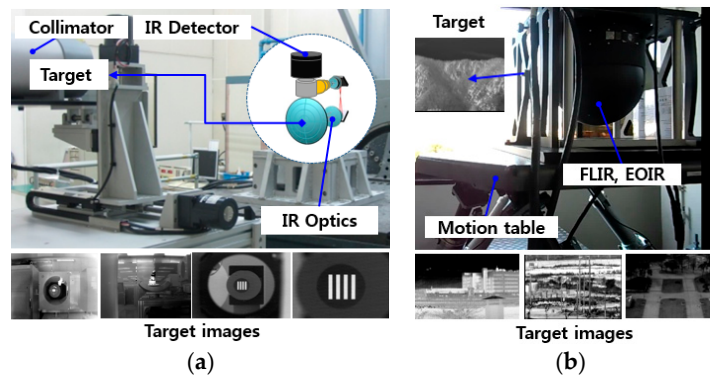 Collimator
IR Detector
Target
IR Optics
Target images
(a)
Target
FLIR, EOIR
Motion table
Target images
(b)